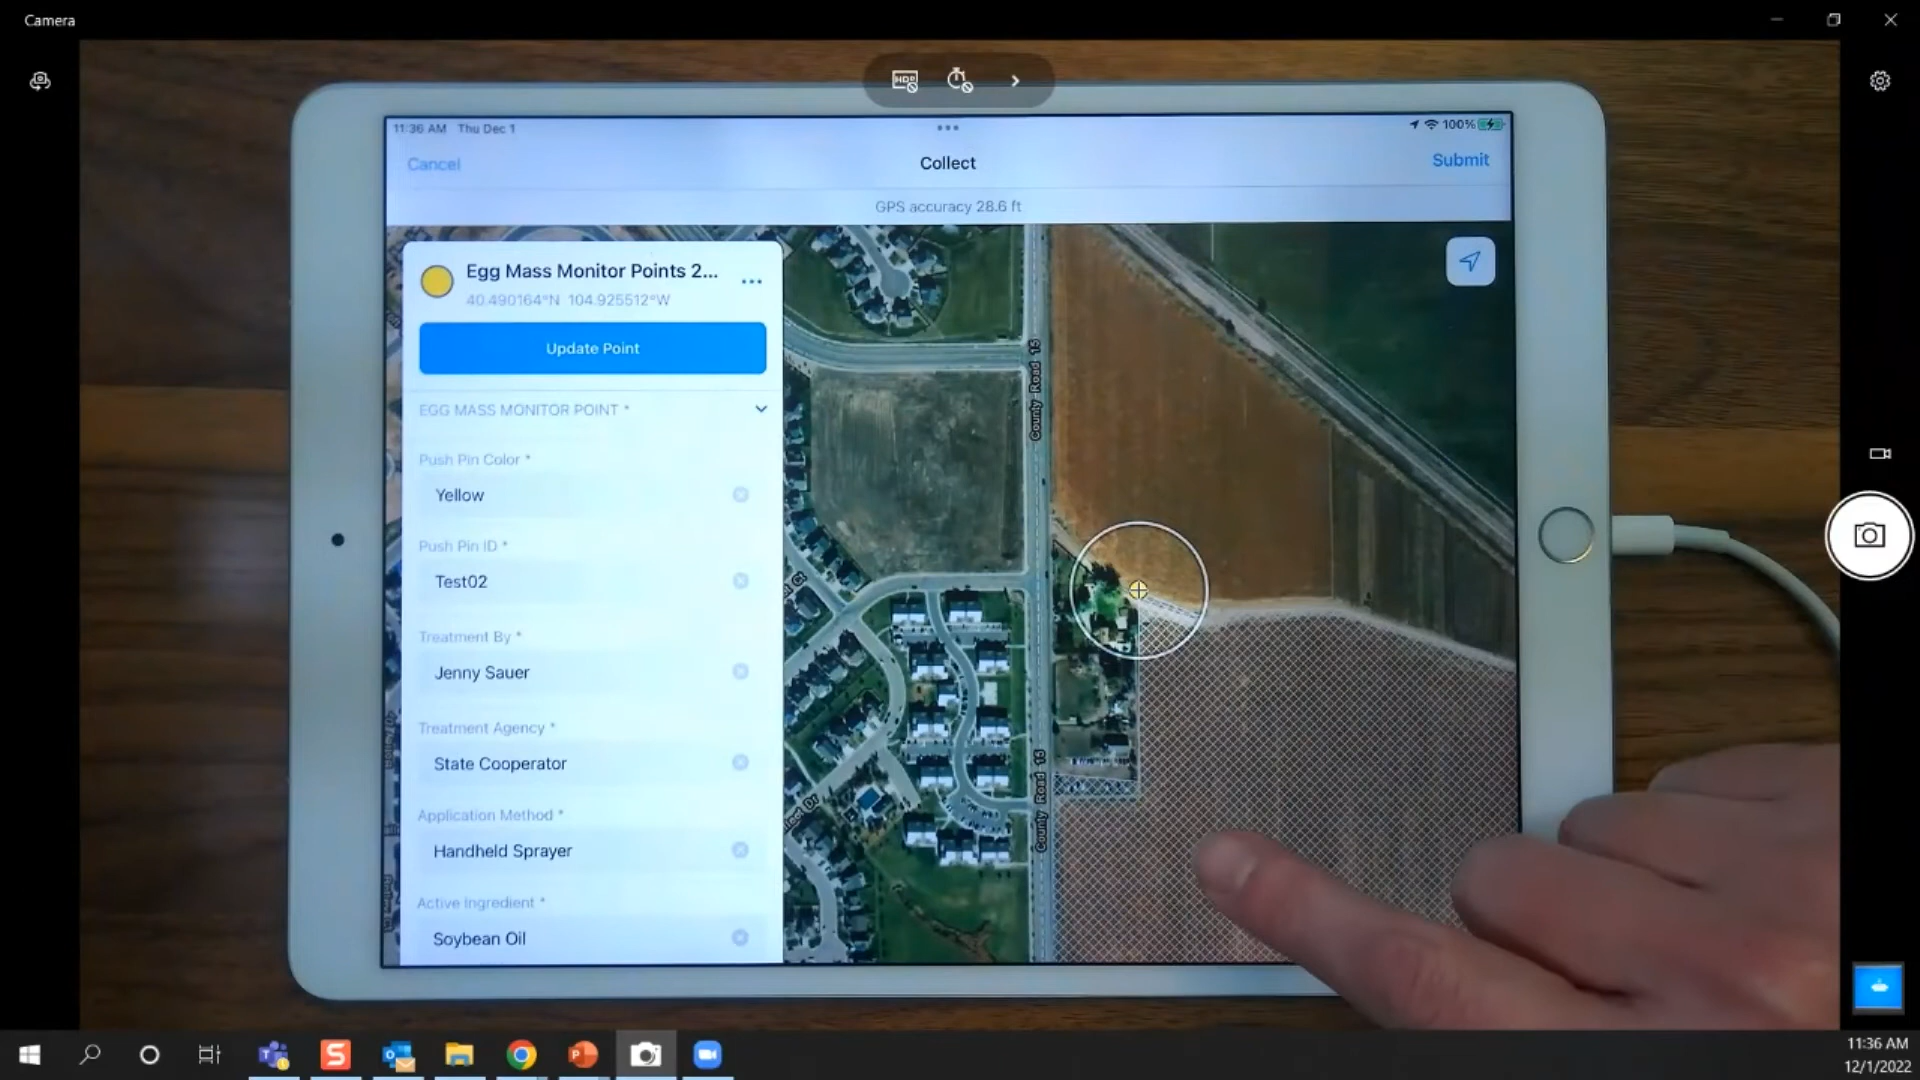 Camera
11:36 AM Thu Dec 1
100%
Cancel
Collect
Submit
GPS accuracy 28.6 ft
Egg Mass Monitor Points 2...
40.490164°N 104.925512°W
Update Point
EGG MASS MONITOR POINT *
Push Pin Color *
Yellow
Push Pin ID *
Test02
Treatment By *
Jenny Sauer
Treatment Agency *
State Cooperator
Application Method *
Handheld Sprayer
Active Ingredient *
Soybean Oil
County Road 15
County Road 15
Ct
HDR
11:36 AM
12/1/2022